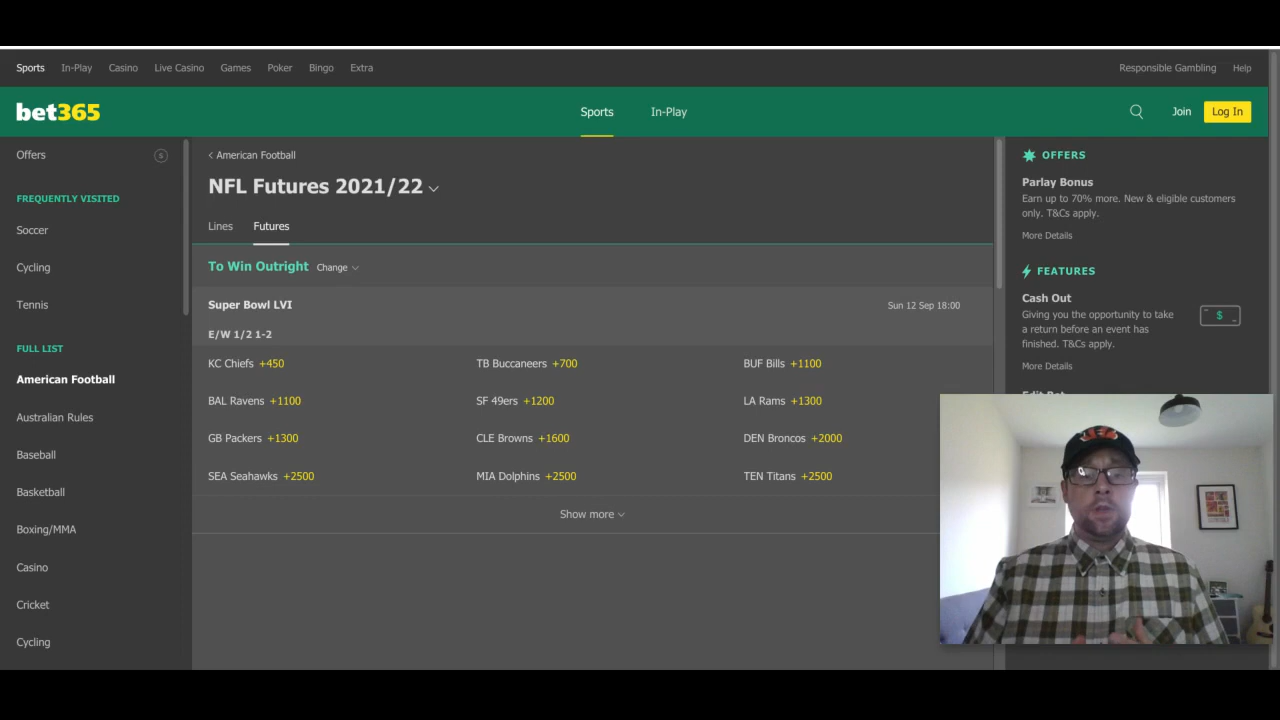 Sports In-Play Casino Live Casino Games Poker Bingo Extra Responsible Gambling Help
bet365 Sports In-Play Join Log In
Offers
FREQUENTLY VISITED
Soccer
Cycling
Tennis
FULL LIST
American Football
Australian Rules
Baseball
Basketball
Boxing/MMA
Casino
Cricket
Cycling
< American Football
NFL Futures 2021/22
Lines Futures
To Win Outright Change
Super Bowl LVI Sun 12 Sep 18:00
E/W 1/2 1-2
KC Chiefs +450 TB Buccaneers +700 BUF Bills +1100
BAL Ravens +1100 SF 49ers +1200 LA Rams +1300
GB Packers +1300 CLE Browns +1600 DEN Broncos +2000
SEA Seahawks +2500 MIA Dolphins +2500 TEN Titans +2500
Show more
OFFERS
Parlay Bonus
Earn up to 70% more. New & eligible customers
only. T&Cs apply.
More Details
FEATURES
Cash Out
Giving you the opportunity to take
a return before an event has
finished. T&Cs apply.
$
More Details